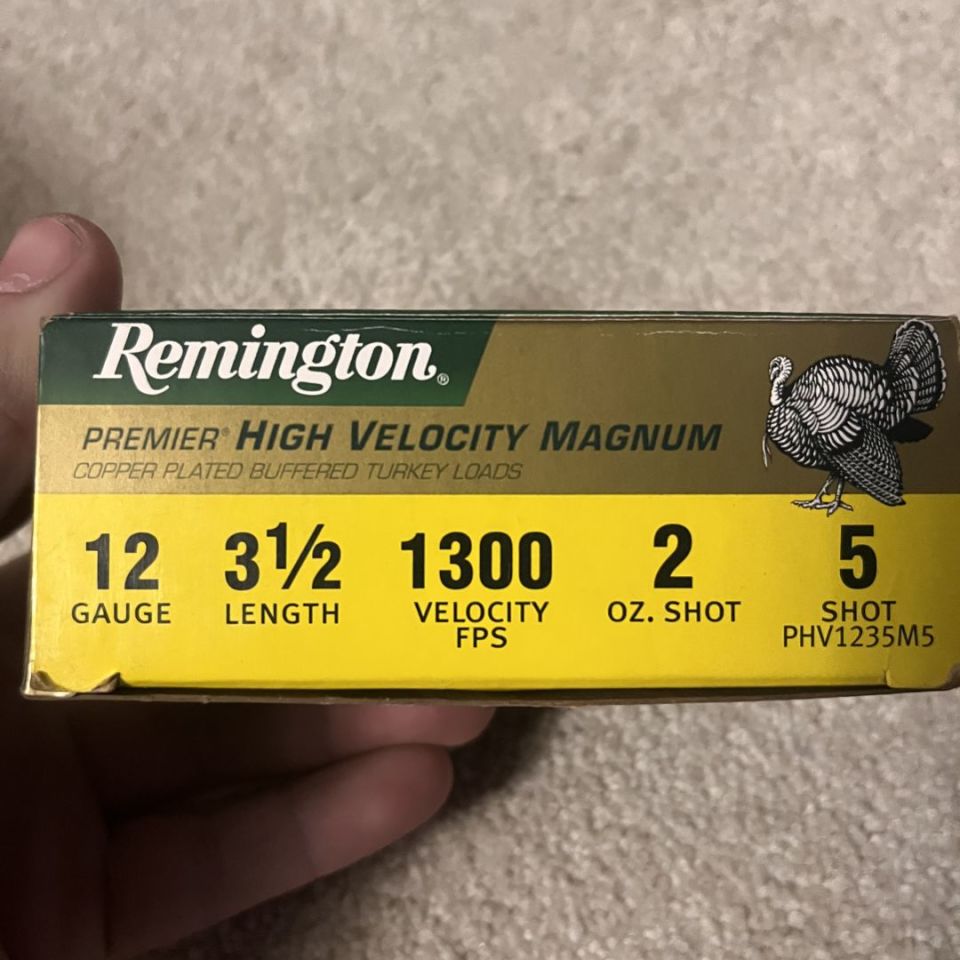 Remington®
PREMIER® HIGH VELOCITY MAGNUM
COPPER PLATED BUFFERED TURKEY LOADS
12 3½ 1300 2 5
GAUGE LENGTH VELOCITY OZ. SHOT SHOT
FPS PHV1235M5